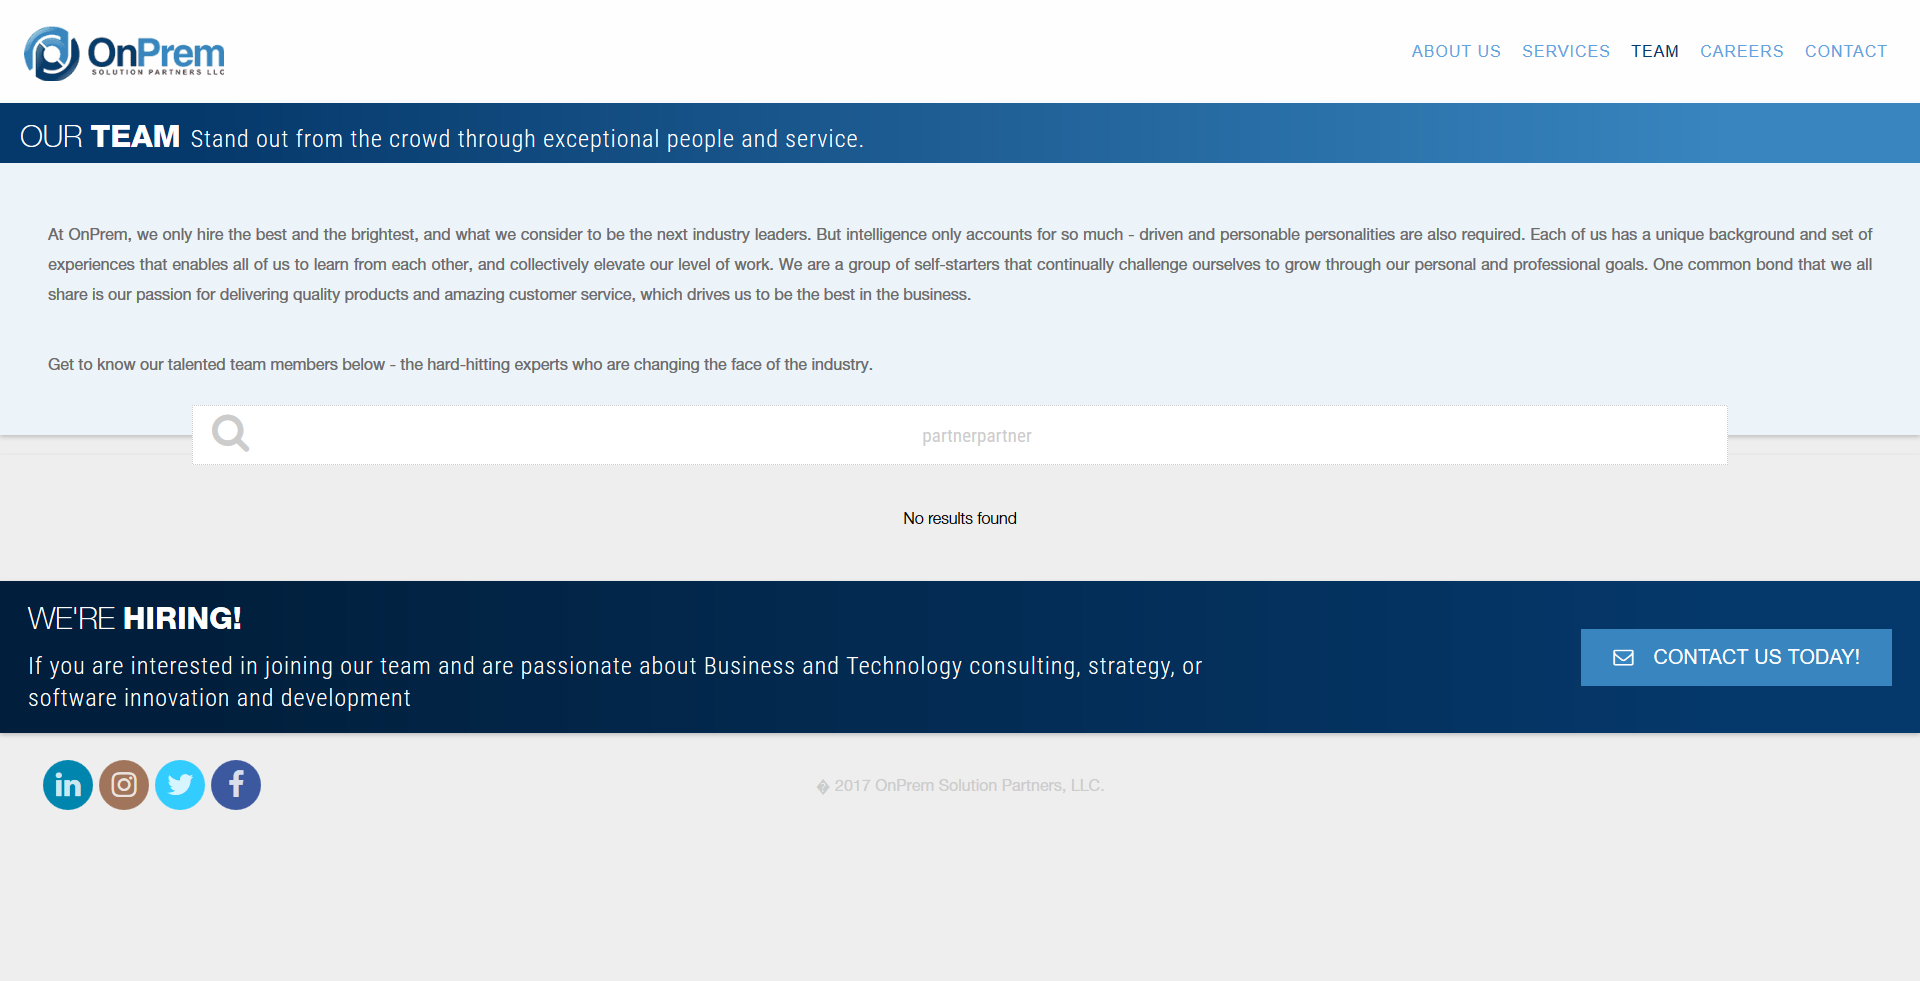 OnPrem
SOLUTION PARTNERS LLC
ABOUT US SERVICES TEAM CAREERS CONTACT
OUR TEAM Stand out from the crowd through exceptional people and service.
At OnPrem, we only hire the best and the brightest, and what we consider to be the next industry leaders. But intelligence only accounts for so much - driven and personable personalities are also required. Each of us has a unique background and set of
experiences that enables all of us to learn from each other, and collectively elevate our level of work. We are a group of self-starters that continually challenge ourselves to grow through our personal and professional goals. One common bond that we all
share is our passion for delivering quality products and amazing customer service, which drives us to be the best in the business.
Get to know our talented team members below - the hard-hitting experts who are changing the face of the industry.
partnerpartner
No results found
WE'RE HIRING!
If you are interested in joining our team and are passionate about Business and Technology consulting, strategy, or
software innovation and development
CONTACT US TODAY!
� 2017 OnPrem Solution Partners, LLC.